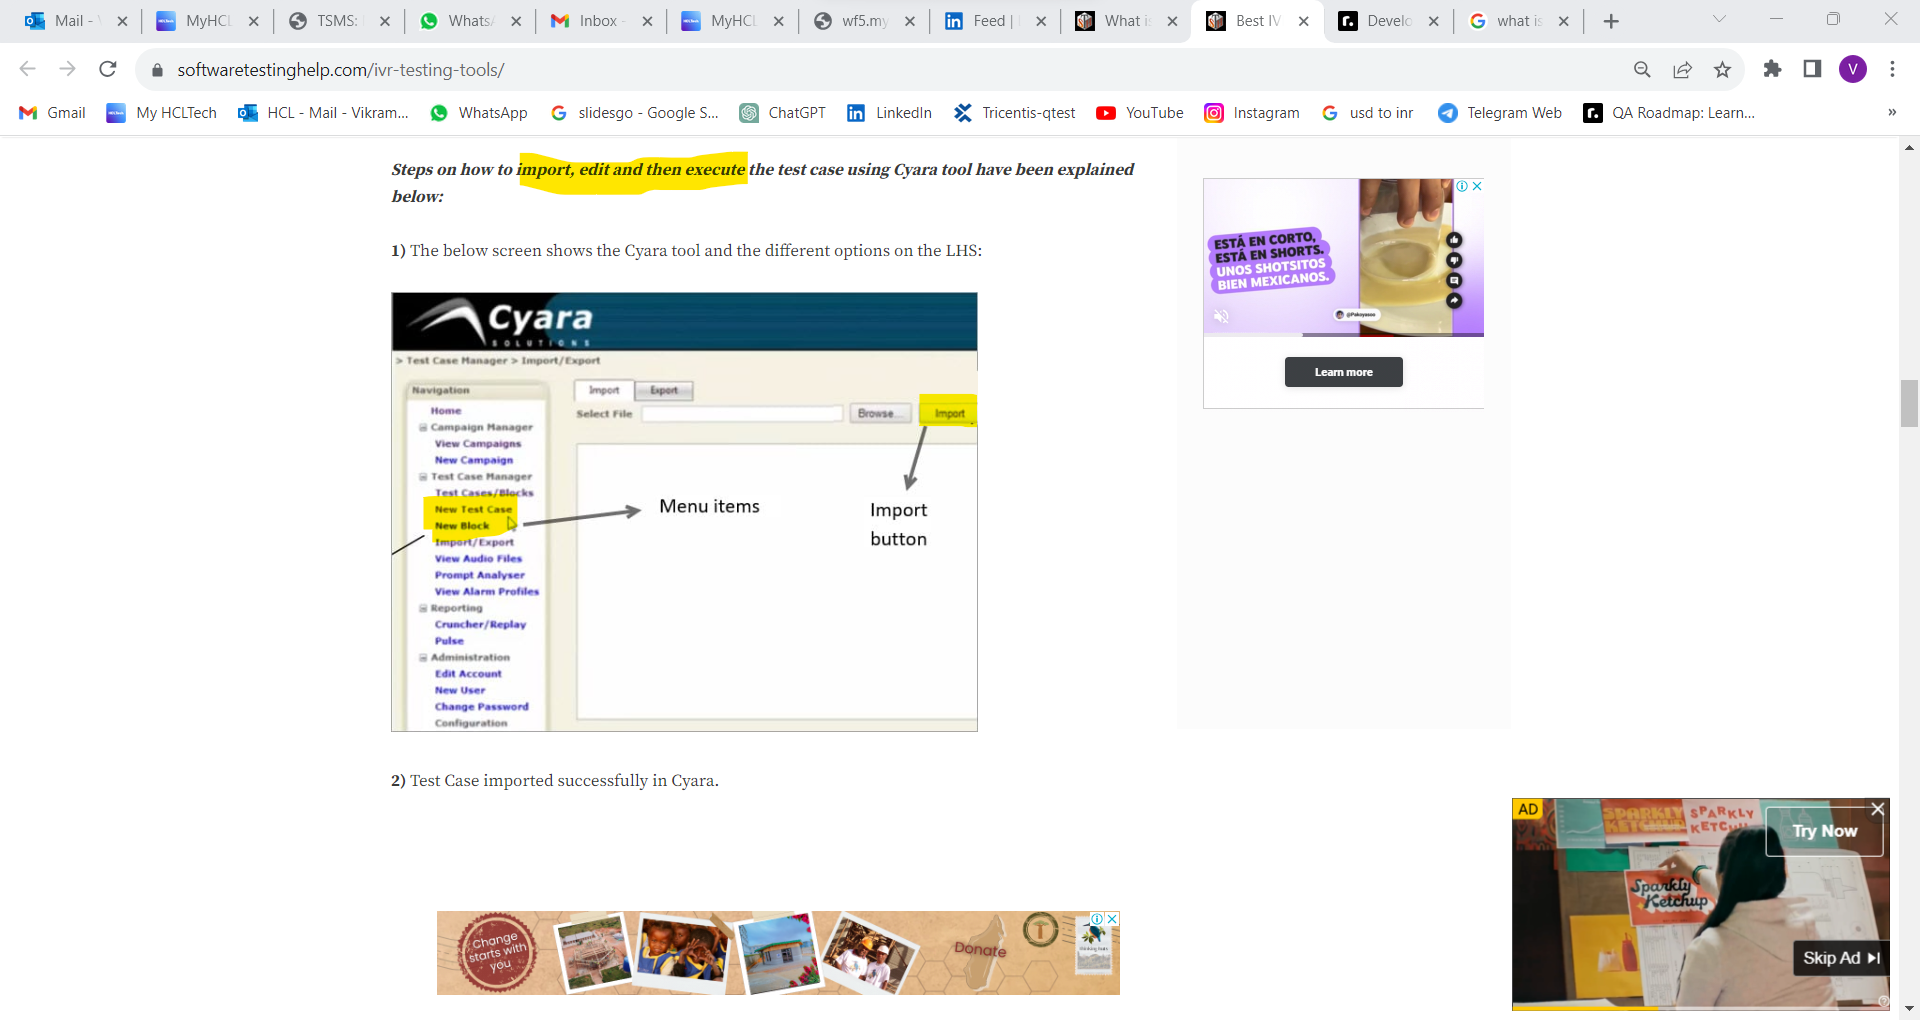 Mail - MyHCL TSMS: Whats Inbox - MyHCL wf5.my Feed | What is Best IV Develo what is
softwaretestinghelp.com/ivr-testing-tools/ V
Gmail My HCLTech HCL - Mail - Vikram... WhatsApp slidesgo - Google S... ChatGPT LinkedIn Tricentis-qtest YouTube Instagram usd to inr Telegram Web QA Roadmap: Learn... »
Steps on how to import, edit and then execute the test case using Cyara tool have been explained
below:
1) The below screen shows the Cyara tool and the different options on the LHS:
Cyara
SOLUTIONS
> Test Case Manager > Import/Export
Navigation
Import Export
Select File Browse... Import
Home
Campaign Manager
View Campaigns
New Campaign
Test Case Manager
Test Cases/Blocks
New Test Case
New Block
Import/Export
View Audio Files
Prompt Analyser
View Alarm Profiles
Reporting
Cruncher/Replay
Pulse
Administration
Edit Account
New User
Change Password
Configuration
Menu items
Import
button
ESTÁ EN CORTO,
ESTÁ EN SHORTS.
UNOS SHOTSITOS
BIEN MEXICANOS.
@Pakoyasoo
Learn more
2) Test Case imported successfully in Cyara.
AD
SPARKLY
SPARKLY
Try Now
Sparkly
Ketchup
Skip Ad
Change
starts with
you
Donate